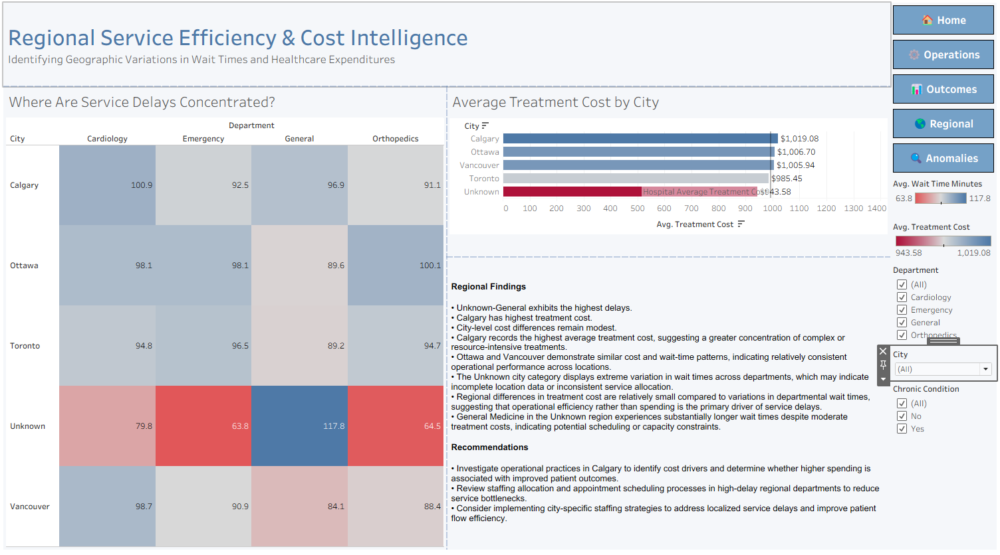 Regional Service Efficiency & Cost Intelligence
Identifying Geographic Variations in Wait Times and Healthcare Expenditures
Where Are Service Delays Concentrated?
Department
City Cardiology Emergency General Orthopedics
Calgary 100.9 92.5 96.9 91.1
Ottawa 98.1 98.1 89.6 100.1
Toronto 94.8 96.5 89.2 94.7
Unknown 79.8 63.8 117.8 64.5
Vancouver 98.7 90.9 84.1 88.4
Average Treatment Cost by City
City
Calgary $1,019.08
Ottawa $1,006.70
Vancouver $1,005.94
Toronto $985.45
Unknown Hospital Average Treatment Cost $943.58
0 100 200 300 400 500 600 700 800 900 1000 1100 1200 1300 1400
Avg. Treatment Cost
Regional Findings
• Unknown-General exhibits the highest delays.
• Calgary has highest treatment cost.
• City-level cost differences remain modest.
• Calgary records the highest average treatment cost, suggesting a greater concentration of complex or
resource-intensive treatments.
• Ottawa and Vancouver demonstrate similar cost and wait-time patterns, indicating relatively consistent
operational performance across locations.
• The Unknown city category displays extreme variation in wait times across departments, which may indicate
incomplete location data or inconsistent service allocation.
• Regional differences in treatment cost are relatively small compared to variations in departmental wait times,
suggesting that operational efficiency rather than spending is the primary driver of service delays.
• General Medicine in the Unknown region experiences substantially longer wait times despite moderate
treatment costs, indicating potential scheduling or capacity constraints.
Recommendations
• Investigate operational practices in Calgary to identify cost drivers and determine whether higher spending is
associated with improved patient outcomes.
• Review staffing allocation and appointment scheduling processes in high-delay regional departments to reduce
service bottlenecks.
• Consider implementing city-specific staffing strategies to address localized service delays and improve patient
flow efficiency.
Home
Operations
Outcomes
Regional
Anomalies
Avg. Wait Time Minutes
63.8 117.8
Avg. Treatment Cost
943.58 1,019.08
Department
(All)
Cardiology
Emergency
General
Orthopedics
City
(All)
Chronic Condition
(All)
No
Yes